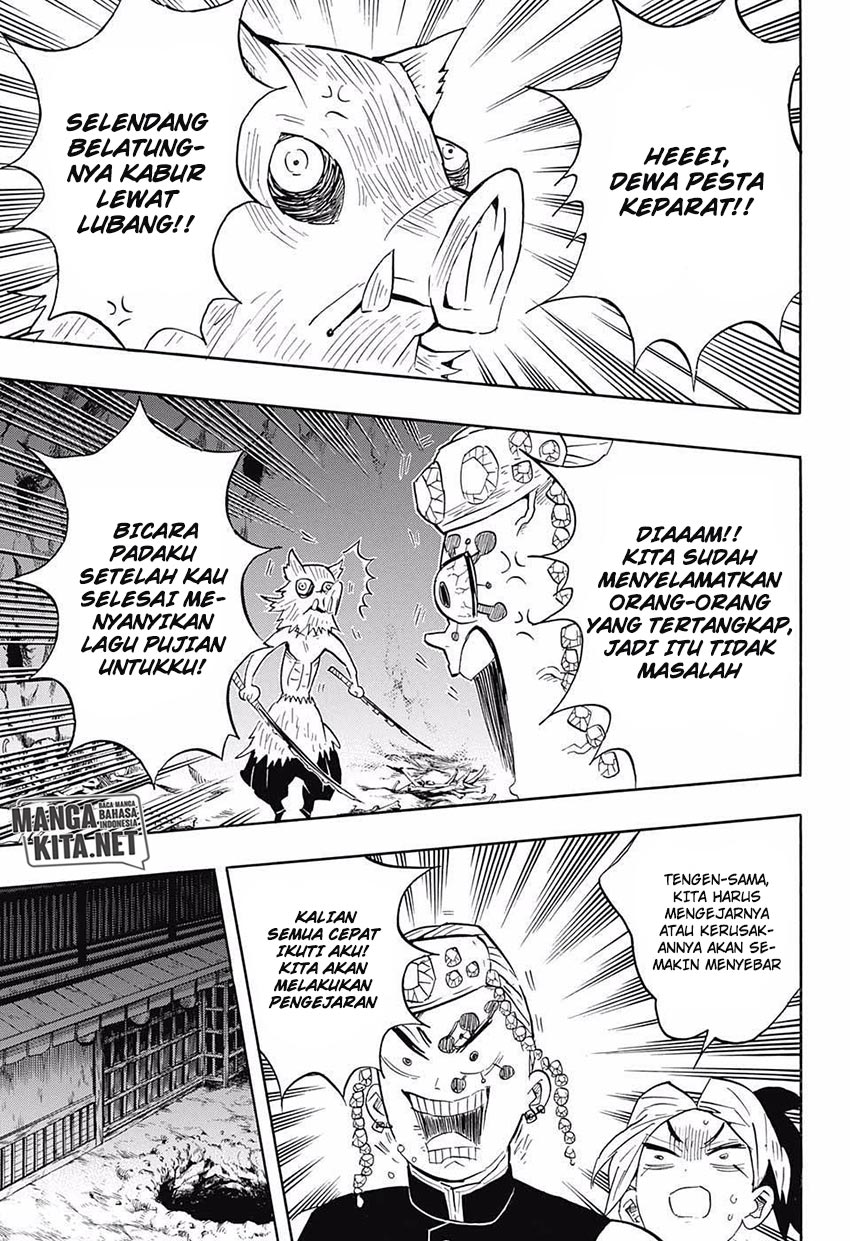 HEEEI,
DEWA PESTA
KEPARAT!!
SELENDANG
BELATUNG-
NYA KABUR
LEWAT
LUBANG!!
DIAAAM!!
KITA SUDAH
MENYELAMATKAN
ORANG-ORANG
YANG TERTANGKAP,
JADI ITU TIDAK
MASALAH
BICARA
PADAKU
SETELAH KAU
SELESAI ME-
NYANYIKAN
LAGU PUJIAN
UNTUKKU!
MANGA
KITA.NET
BACA MANGA
BAHASA
INDONESIA
TENGEN-SAMA,
KITA HARUS
MENGEJARNYA
ATAU KERUSAK-
ANNYA AKAN SE-
MAKIN MENYEBAR
KALIAN
SEMUA CEPAT
IKUTI AKU!
KITA AKAN
MELAKUKAN
PENGEJARAN